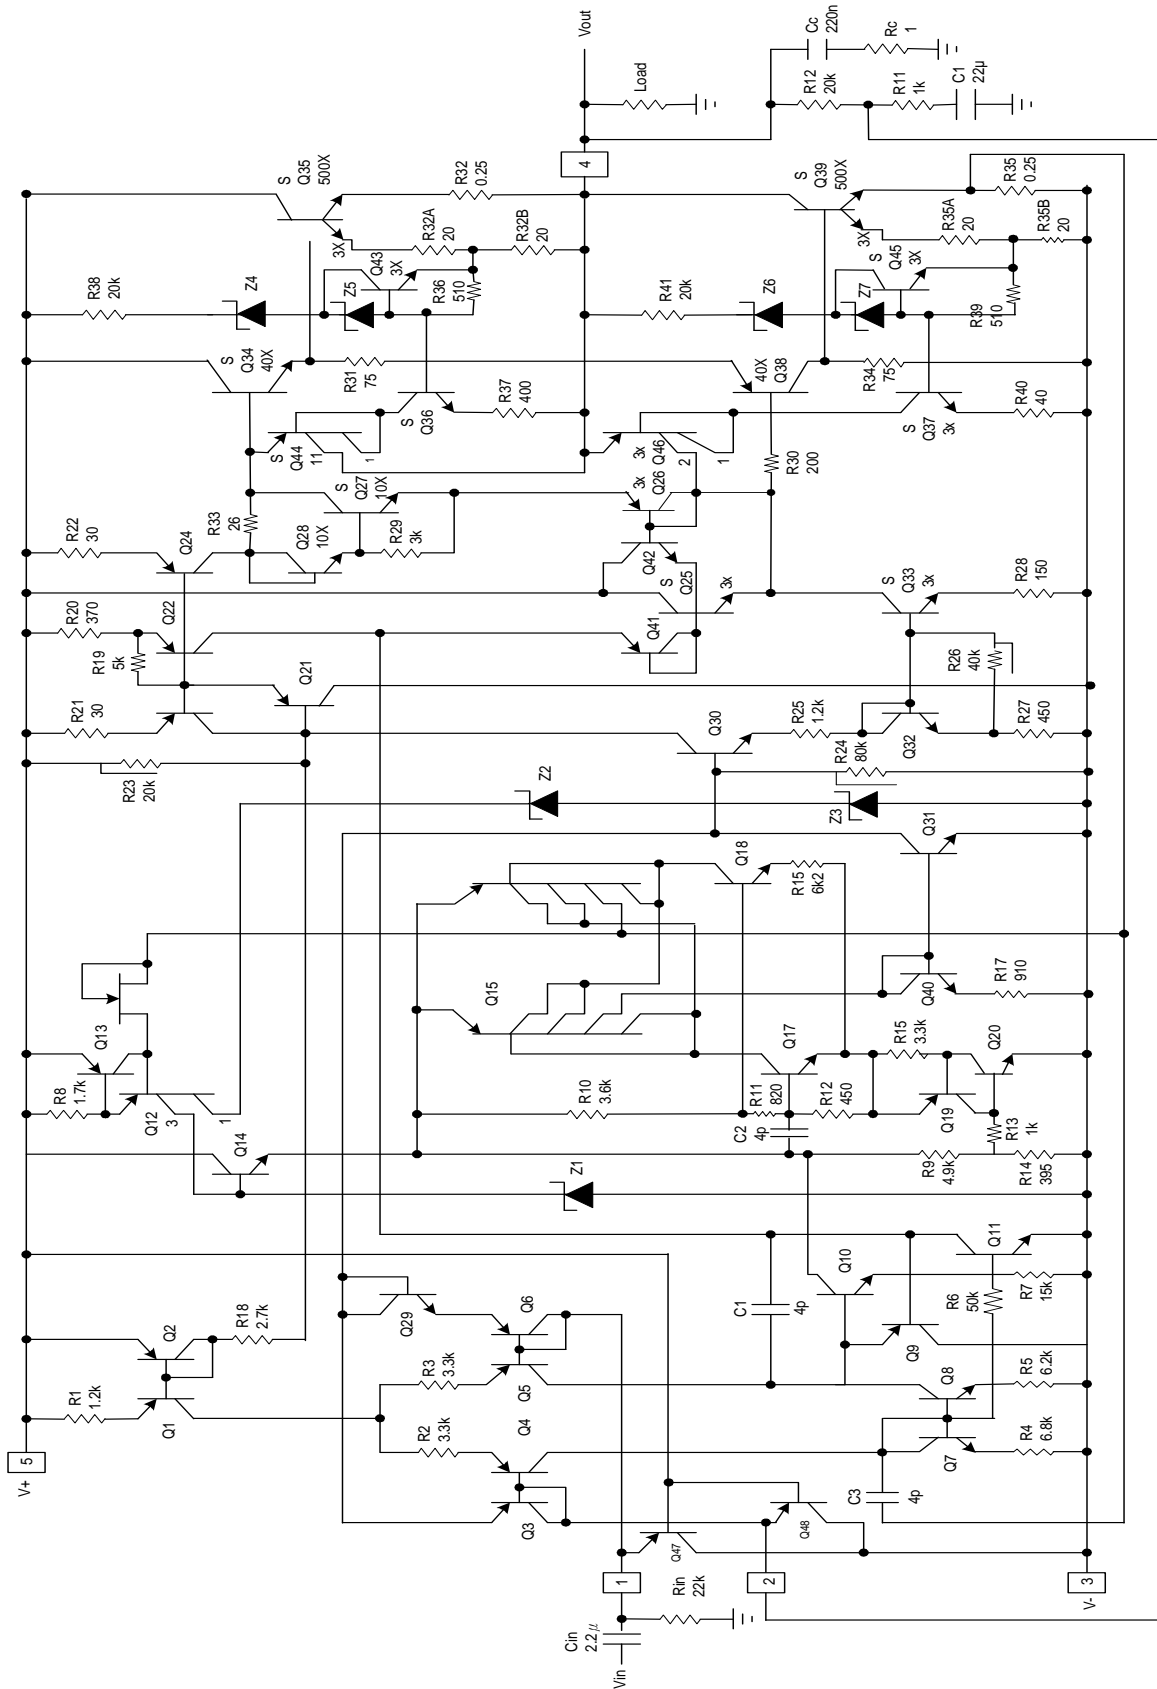 V+
5
R1
1.2k
Q1
Q2
R18
2.7k
R8
1.7k
Q12
3
1
Q13
Q14
R23
20k
R21
30
R19
5k
R20
370
Q22
Q21
R22
30
Q24
R33
26
Q28
10X
S
Q27
10X
R29
3k
R38
20k
Z4
S
Q34
40X
S
Q44
11
1
R31
75
Z5
Q43
3X
R36
510
S
Q36
R37
400
S
Q35
500X
3X
R32A
20
R32
0.25
R32B
20
R2
3.3k
R3
3.3k
Q3
Q4
Q5
Q6
Q29
Q15
Q18
R15
6k2
R10
3.6k
R11
820
C2
4p
Q17
R12
450
R15
3.3k
Z1
Z2
Z3
Q30
R25
1.2k
R24
80k
Q41
S
Q25
3x
Q42
3x
Q26
3x
Q46
2
1
R30
200
R41
20k
40X
Q38
Z6
4
Load
Vout
Cc
220n
Rc
1
R12
20k
R11
1k
C1
22µ
Vin
Cin
2.2µ
1
Rin
22k
Q47
Q48
2
C3
4p
Q7
Q8
Q9
C1
4p
Q10
R6
50k
Q11
R4
6.8k
R5
6.2k
R7
15k
R9
4.9k
R14
395
R13
1k
Q19
Q20
Q40
R17
910
Q31
Q32
R27
450
R26
40k
S
Q33
3x
R28
150
R34
75
S
Q37
3x
R40
40
Z7
Q45
S
3X
R39
510
S
Q39
500X
3X
R35A
20
R35
0.25
R35B
20
V-
3